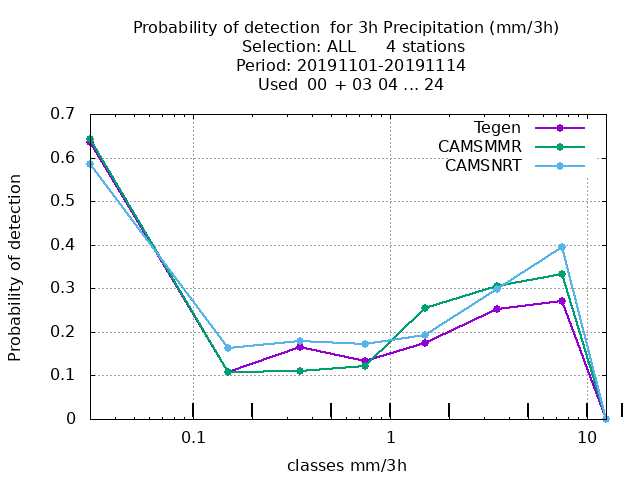 Probability of detection  for 3h Precipitation (mm/3h)
Selection: ALL      4 stations
Period: 20191101-20191114
Used  00  + 03 04 ... 24
Tegen
CAMSMMR
CAMSNRT
Probability of detection
0.7
0.6
0.5
0.4
0.3
0.2
0.1
0
0.1
1
10
classes mm/3h